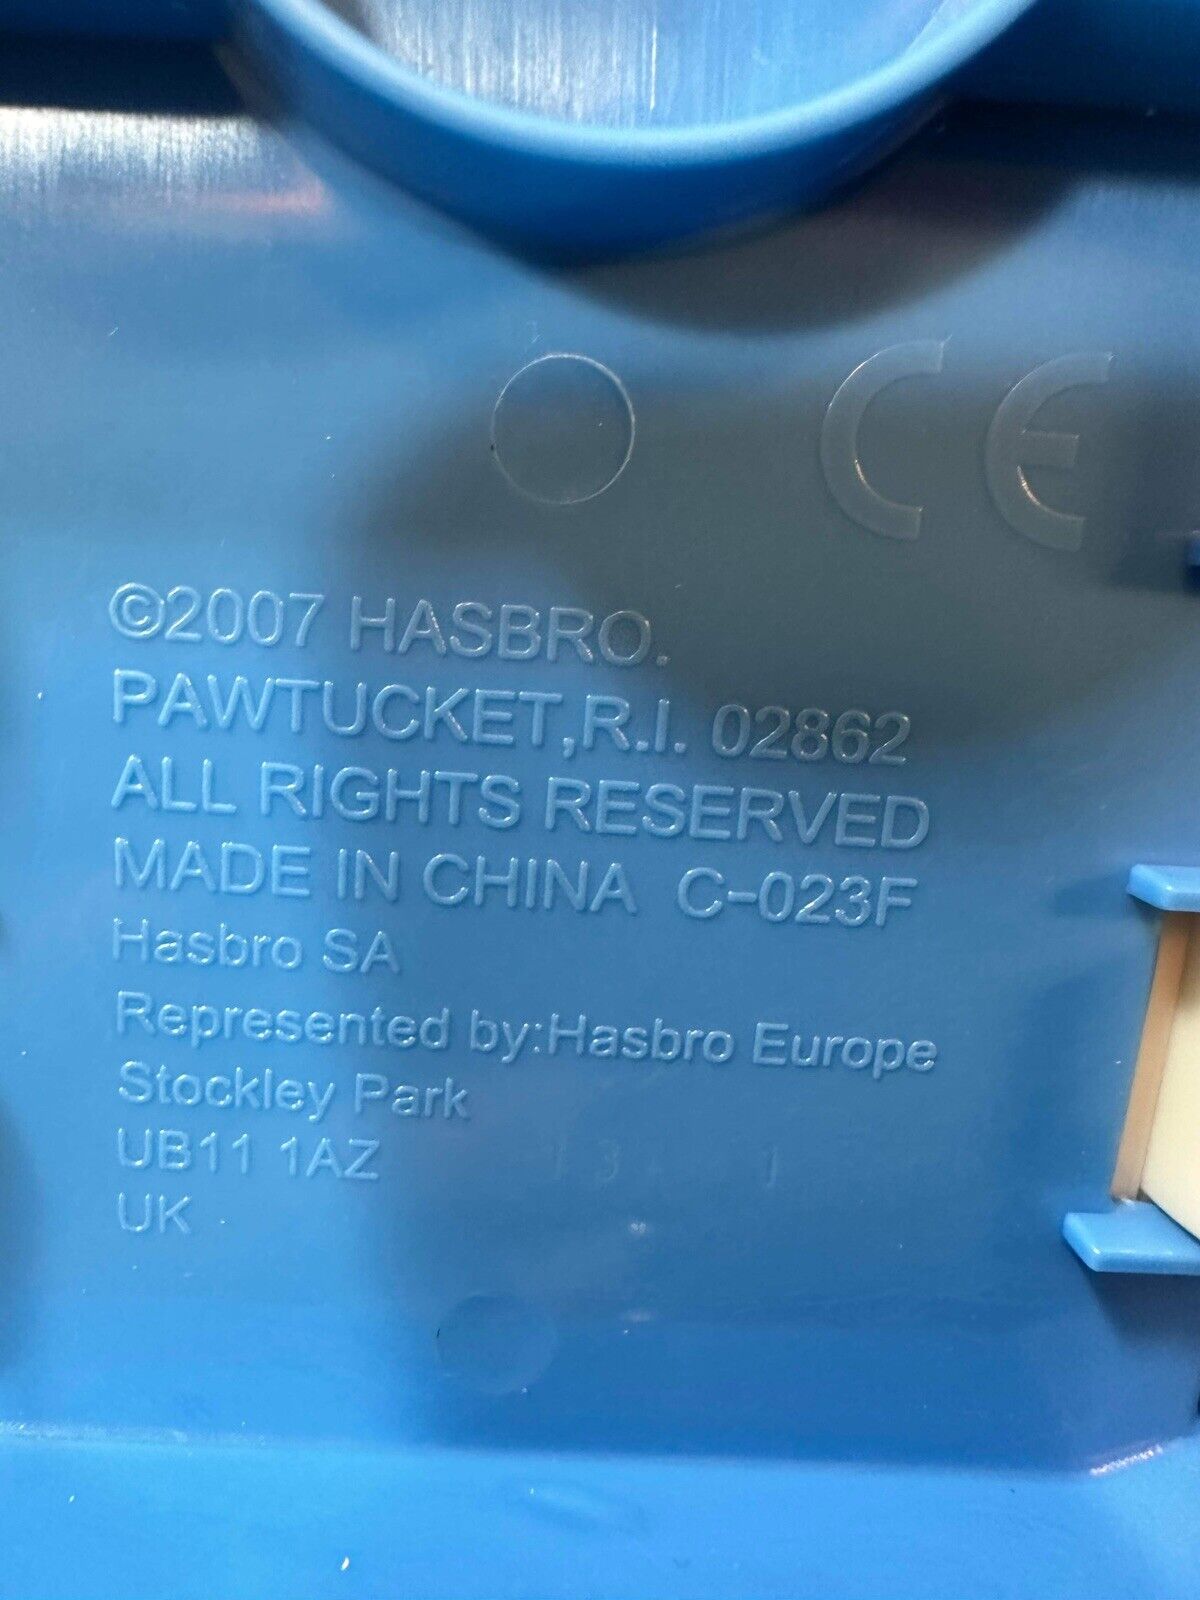 CE
©2007 HASBRO.
PAWTUCKET,R.I. 02862
ALL RIGHTS RESERVED
MADE IN CHINA C-023F
Hasbro SA
Represented by:Hasbro Europe
Stockley Park
UB11 1AZ
UK